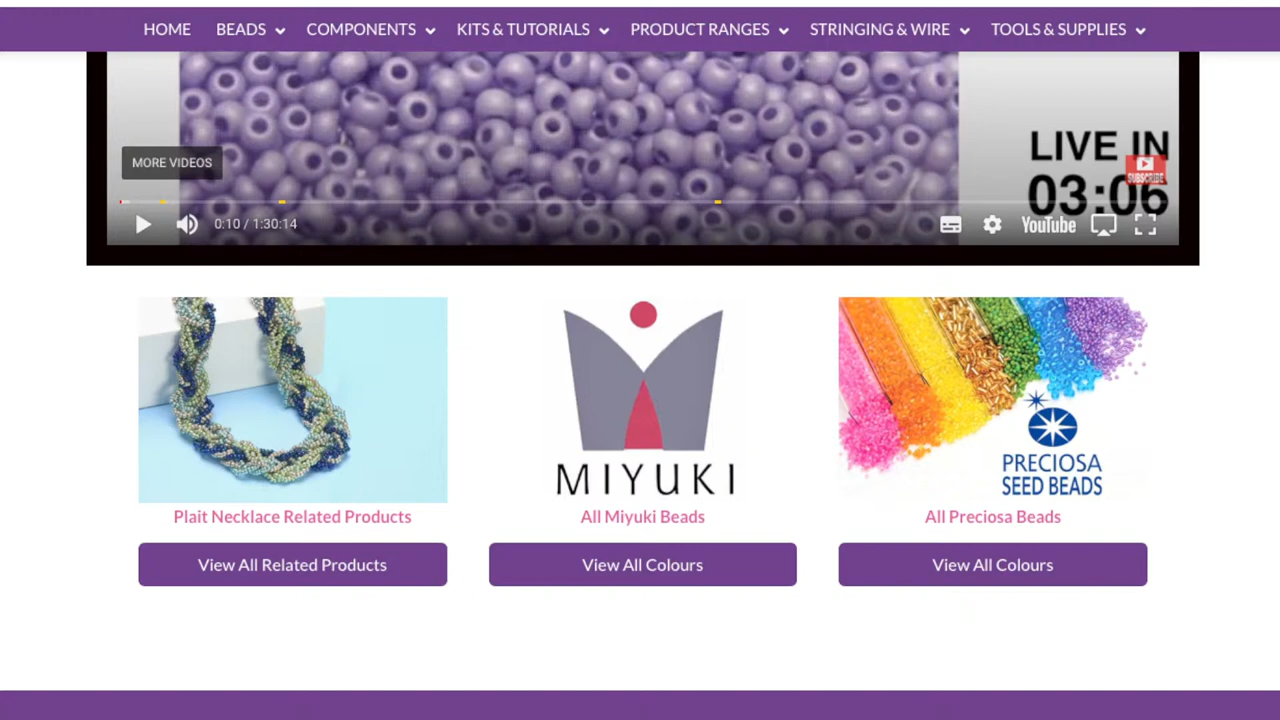 HOME BEADS COMPONENTS KITS & TUTORIALS PRODUCT RANGES STRINGING & WIRE TOOLS & SUPPLIES
LIVE IN
03:06
SUBSCRIBE
MORE VIDEOS
0:10 / 1:30:14
YouTube
MIYUKI
PRECIOSA
SEED BEADS
Plait Necklace Related Products
All Miyuki Beads
All Preciosa Beads
View All Related Products
View All Colours
View All Colours